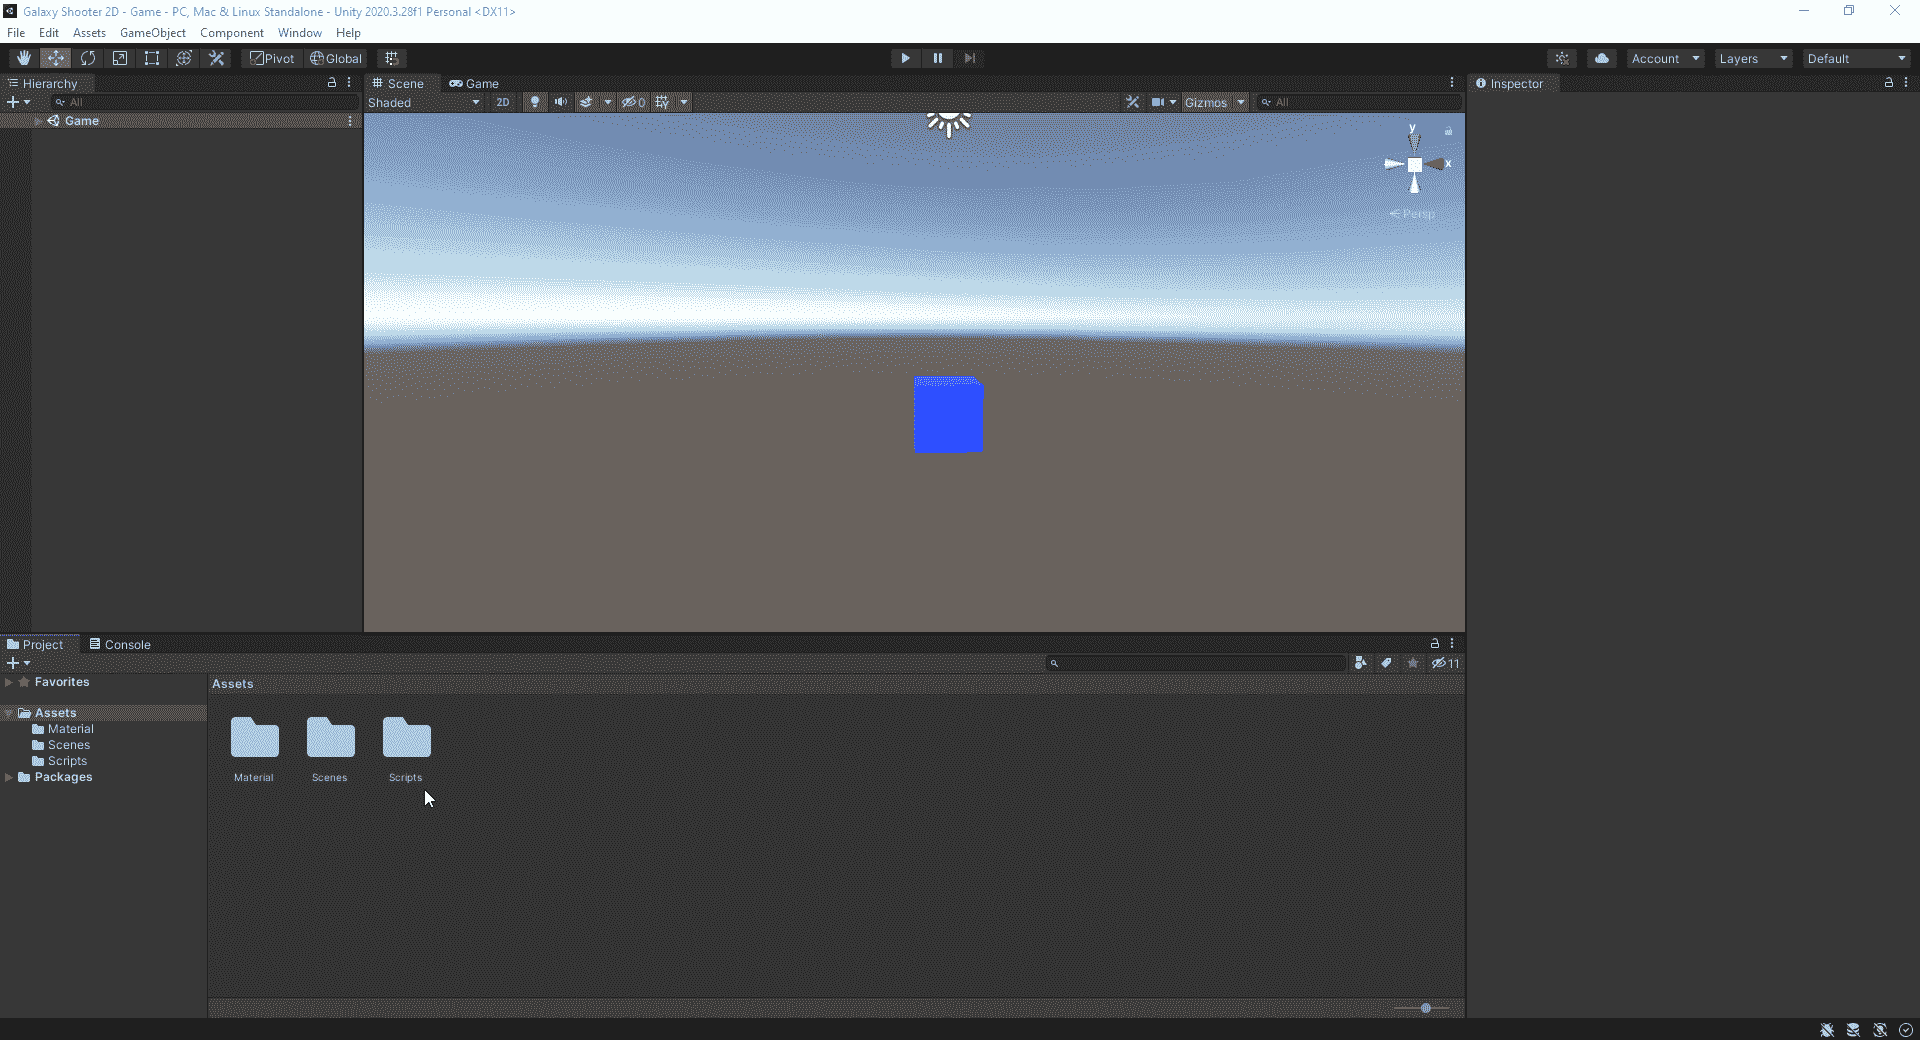 Galaxy Shooter 2D - Game - PC, Mac & Linux Standalone - Unity 2020.3.28f1 Personal <DX11>
File Edit Assets GameObject Component Window Help
Pivot Global Account Layers Default
Hierarchy Scene Game Inspector
All Shaded 2D 0 Gizmos All
Game
y
x
Persp
Project Console
11
Favorites Assets
Assets
Material
Scenes
Scripts
Packages
Material Scenes Scripts